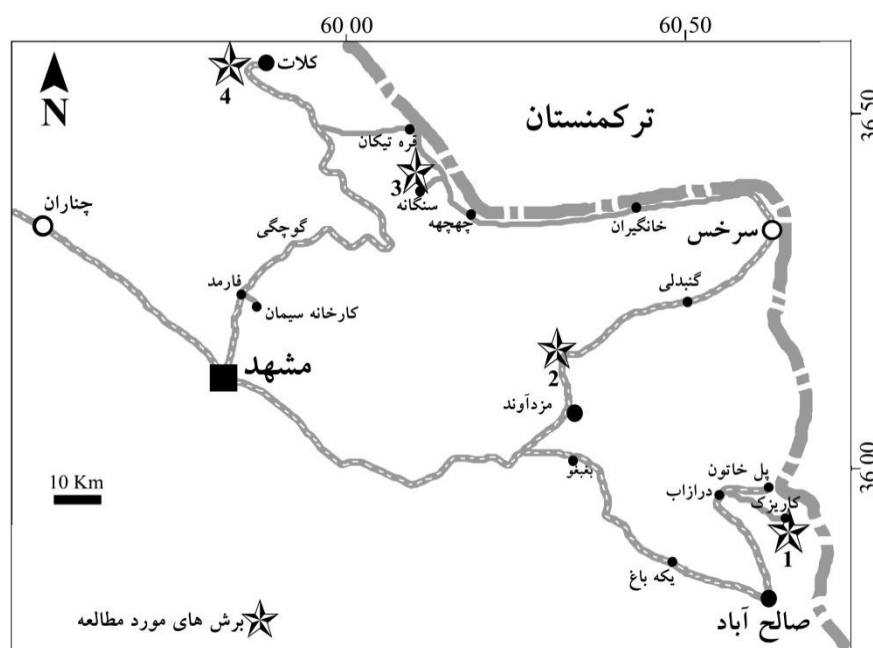 60 00
60,50
36,50
36,00
N
ترکمنستان
کلات
4
قره تیکان
3
سنگانه
چهچهه
خانگیران
سرخس
چناران
گوچگی
فارمد
کارخانه سیمان
گنبدلی
مشهد
2
مزدآوند
10 Km
بغبغو
پل خاتون
درازاب
کاریزک
1
یکه باغ
صالح آباد
برش های مورد مطالعه